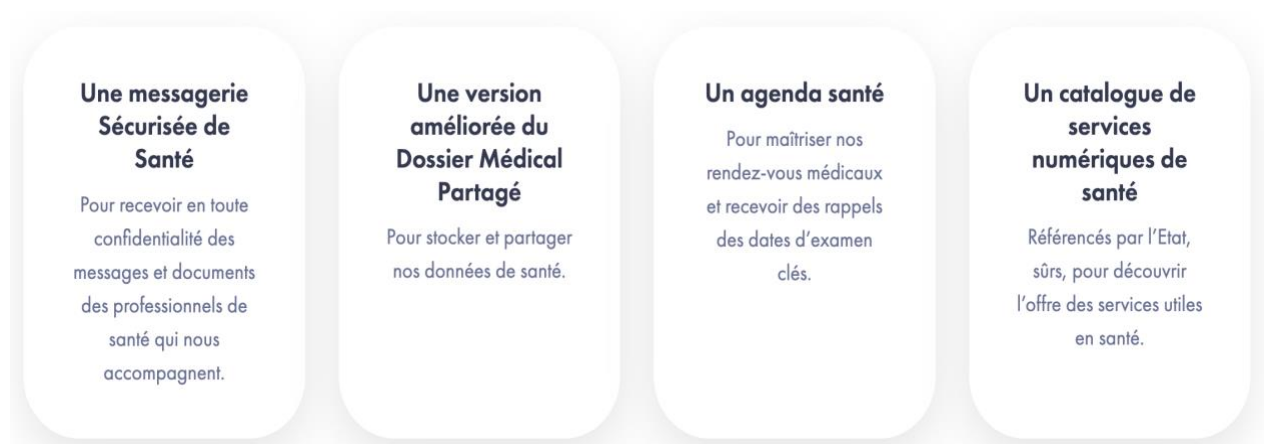 Une messagerie
Sécurisée de
Santé
Pour recevoir en toute
confidentialité des
messages et documents
des professionnels de
santé qui nous
accompagnent.
Une version
améliorée du
Dossier Médical
Partagé
Pour stocker et partager
nos données de santé.
Un agenda santé
Pour maîtriser nos
rendez-vous médicaux
et recevoir des rappels
des dates d'examen
clés.
Un catalogue de
services
numériques de
santé
Référencés par l'Etat,
sûrs, pour découvrir
l'offre des services utiles
en santé.